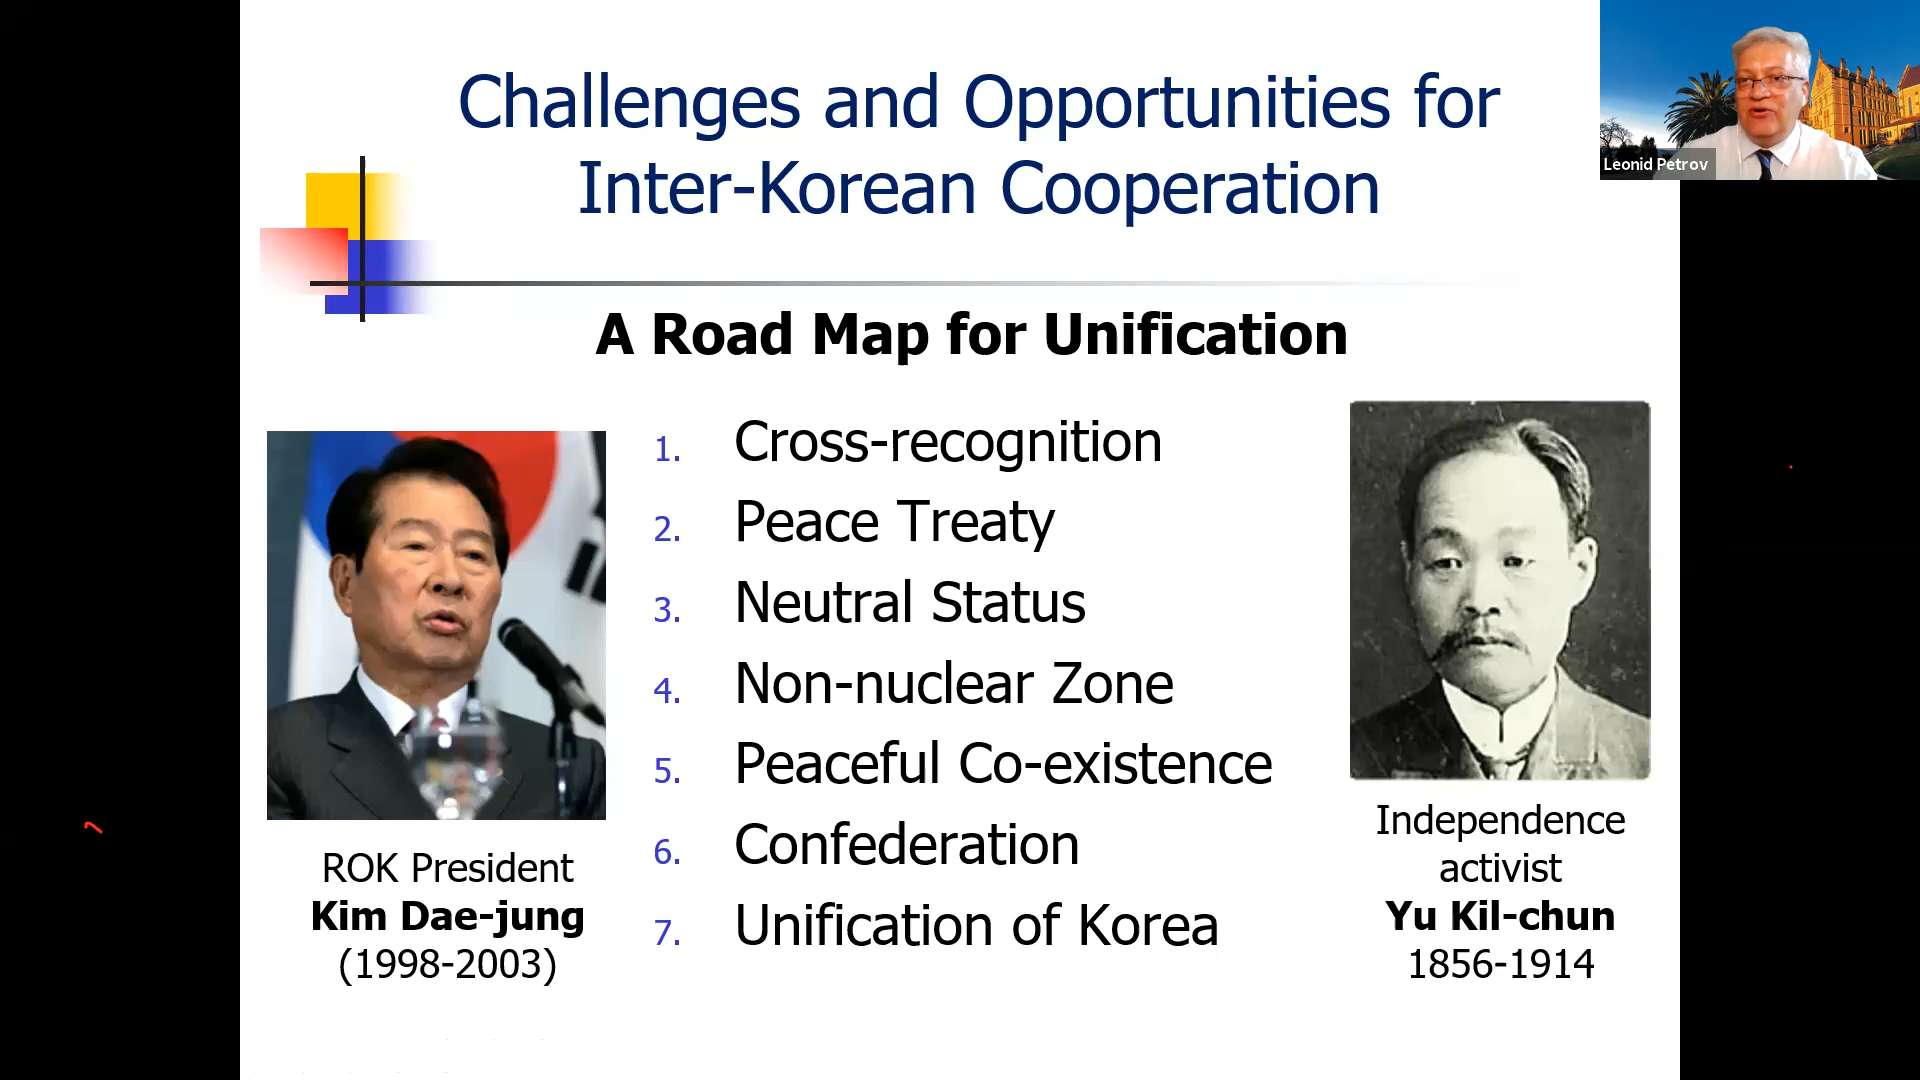 Challenges and Opportunities for
Inter-Korean Cooperation
Leonid Petrov
A Road Map for Unification
1. Cross-recognition
2. Peace Treaty
3. Neutral Status
4. Non-nuclear Zone
5. Peaceful Co-existence
6. Confederation
7. Unification of Korea
ROK President
Kim Dae-jung
(1998-2003)
Independence
activist
Yu Kil-chun
1856-1914